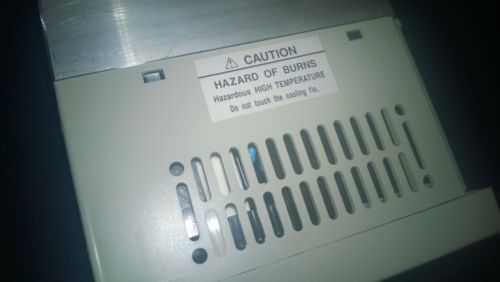 ⚠ CAUTION
HAZARD OF BURNS
Hazardous HIGH TEMPERATURE
Do not touch the cooling fin.